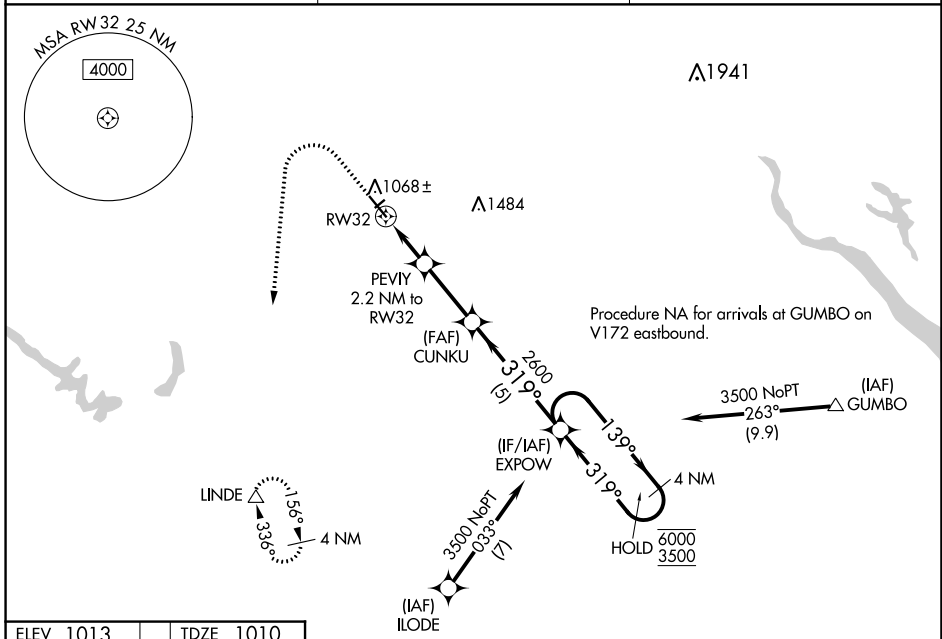 MSA RW 32 25 NM
4000
1941
1068 ±
1484
RW32
PEVIY
2.2 NM to
RW32
(FAF)
CUNKU
2600
319°
(5)
Procedure NA for arrivals at GUMBO on
V172 eastbound.
3500 NoPT
263°
(9.9)
(IAF)
GUMBO
(IF/IAF)
EXPOW
139°
319°
4 NM
HOLD
6000
3500
LINDE
156°
336°
4 NM
3500 NoPT
033°
(7)
(IAF)
ILODE
ELEV 1013
TDZE 1010